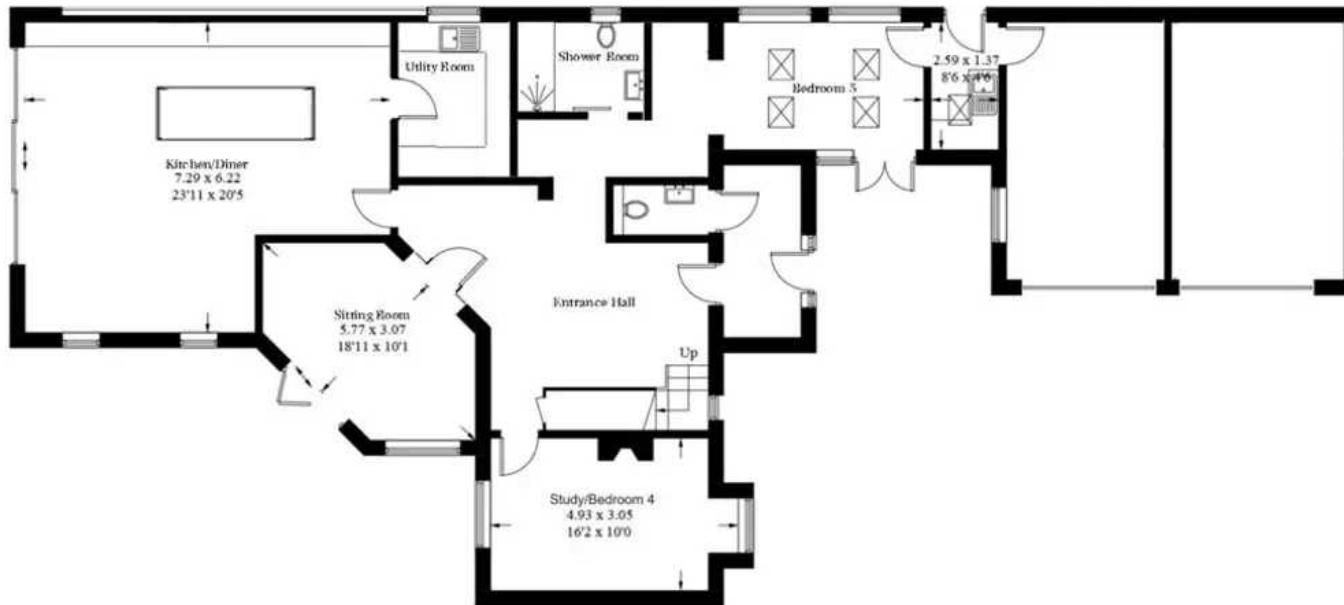 Utility Room
Shower Room
2.59 x 1.37
8'6 x 4'6
Bedroom 5
Kitchen/Diner
7.29 x 6.22
23'11 x 20'5
Sitting Room
5.77 x 3.07
18'11 x 10'1
Entrance Hall
Up
Study/Bedroom 4
4.93 x 3.05
16'2 x 10'0